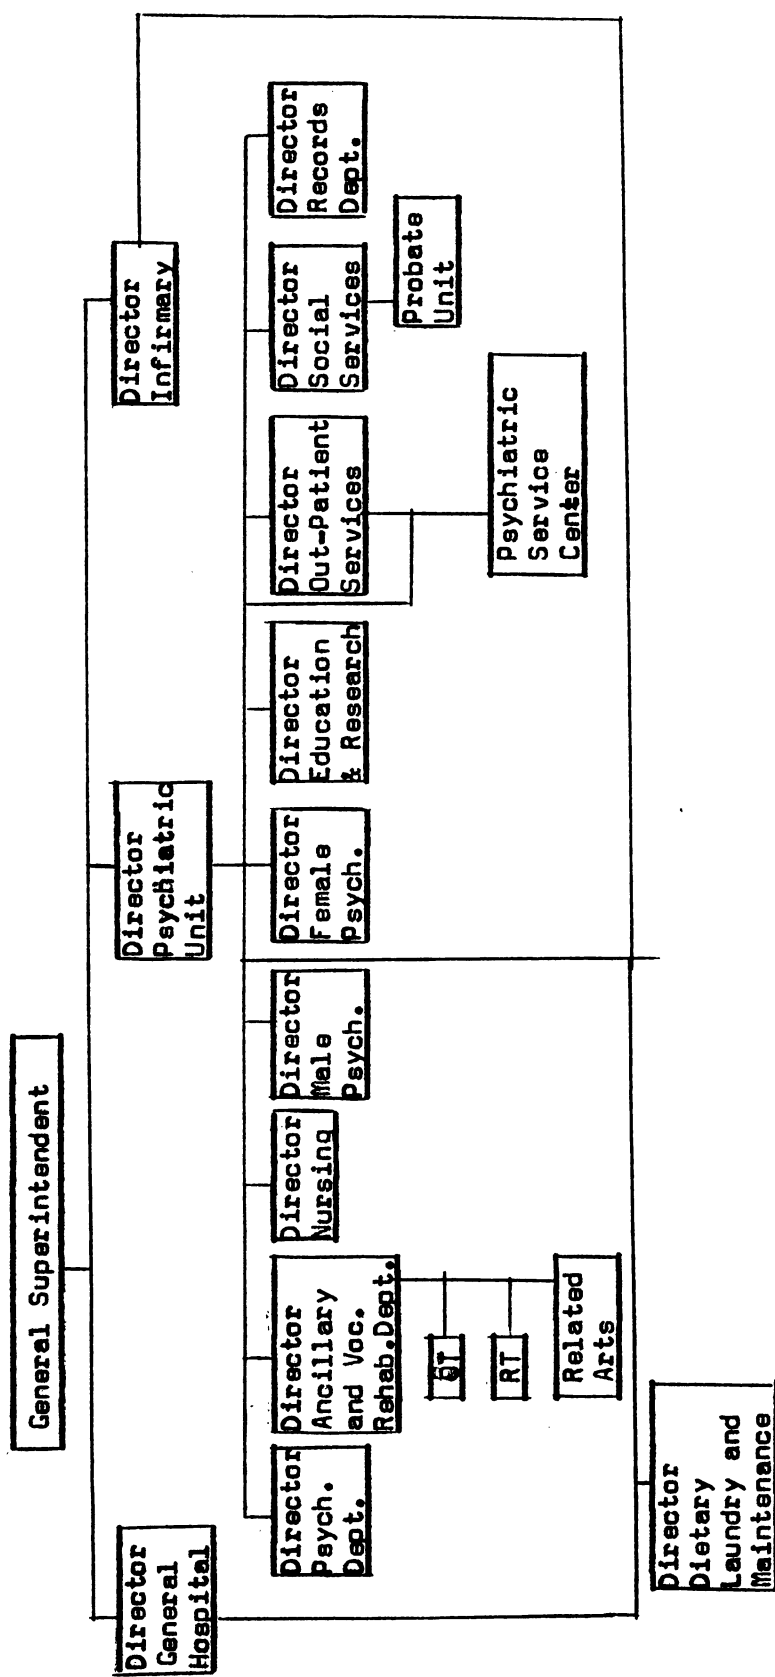 General Superintendent
Director
General
Hospital
Director
Psychiatric
Unit
Director
Infirmary
Director
Psych.
Dept.
Director
Ancillary
and Voc.
Rehab.Dept.
Director
Nursing
Director
Male
Psych.
Director
Female
Psych.
Director
Education
& Research
Director
Out-Patient
Services
Director
Social
Services
Director
Records
Dept.
OT
RT
Related
Arts
Psychiatric
Service
Center
Probate
Unit
Director
Dietary
Laundry and
Maintenance